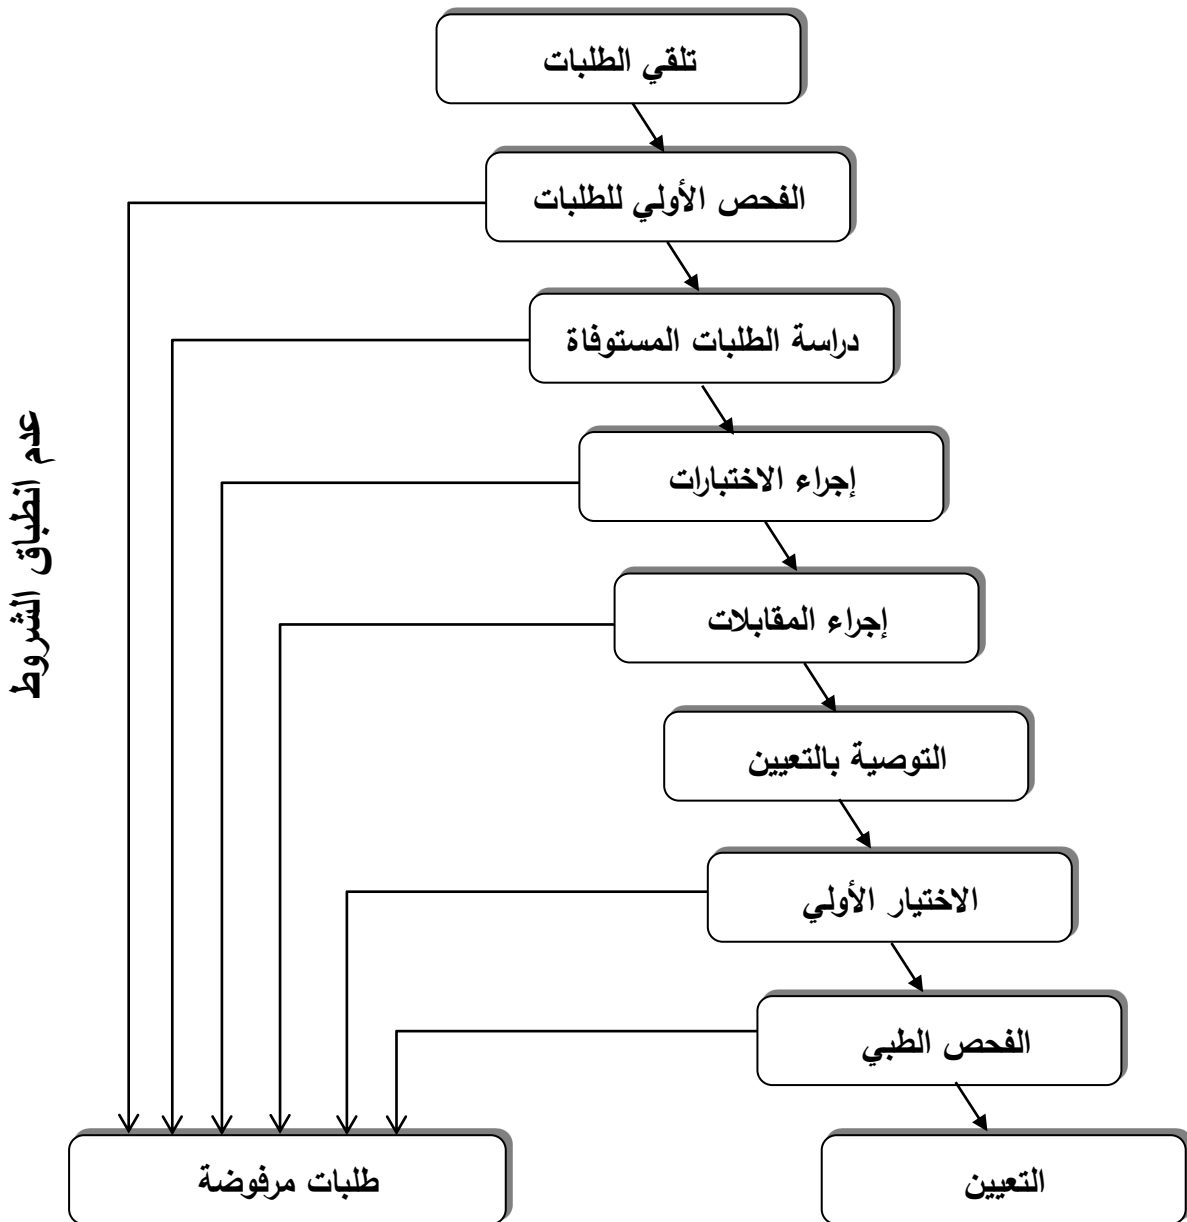 تلقي الطلبات
الفحص الأولي للطلبات
دراسة الطلبات المستوفاة
إجراء الاختبارات
إجراء المقابلات
التوصية بالتعيين
الاختيار الأولي
الفحص الطبي
التعيين
طلبات مرفوضة
عدم انطباق الشروط